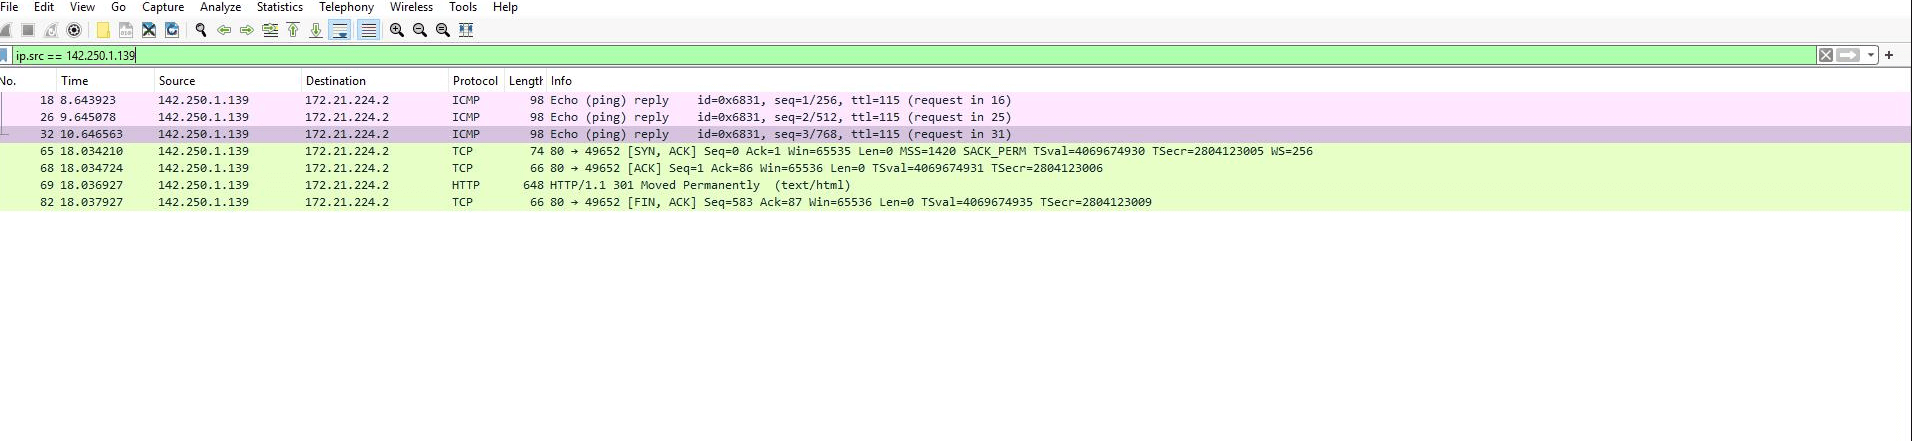 File Edit View Go Capture Analyze Statistics Telephony Wireless Tools Help
ip.src == 142.250.1.139
No. Time Source Destination Protocol Length Info
18 8.643923 142.250.1.139 172.21.224.2 ICMP 98 Echo (ping) reply id=0x6831, seq=1/256, ttl=115 (request in 16)
26 9.645078 142.250.1.139 172.21.224.2 ICMP 98 Echo (ping) reply id=0x6831, seq=2/512, ttl=115 (request in 25)
32 10.646563 142.250.1.139 172.21.224.2 ICMP 98 Echo (ping) reply id=0x6831, seq=3/768, ttl=115 (request in 31)
65 18.034210 142.250.1.139 172.21.224.2 TCP 74 80 → 49652 [SYN, ACK] Seq=0 Ack=1 Win=65535 Len=0 MSS=1420 SACK_PERM TSval=4069674930 TSecr=2804123005 WS=256
68 18.034724 142.250.1.139 172.21.224.2 TCP 66 80 → 49652 [ACK] Seq=1 Ack=86 Win=65536 Len=0 TSval=4069674931 TSecr=2804123006
69 18.036927 142.250.1.139 172.21.224.2 HTTP 648 HTTP/1.1 301 Moved Permanently (text/html)
82 18.037927 142.250.1.139 172.21.224.2 TCP 66 80 → 49652 [FIN, ACK] Seq=583 Ack=87 Win=65536 Len=0 TSval=4069674935 TSecr=2804123009